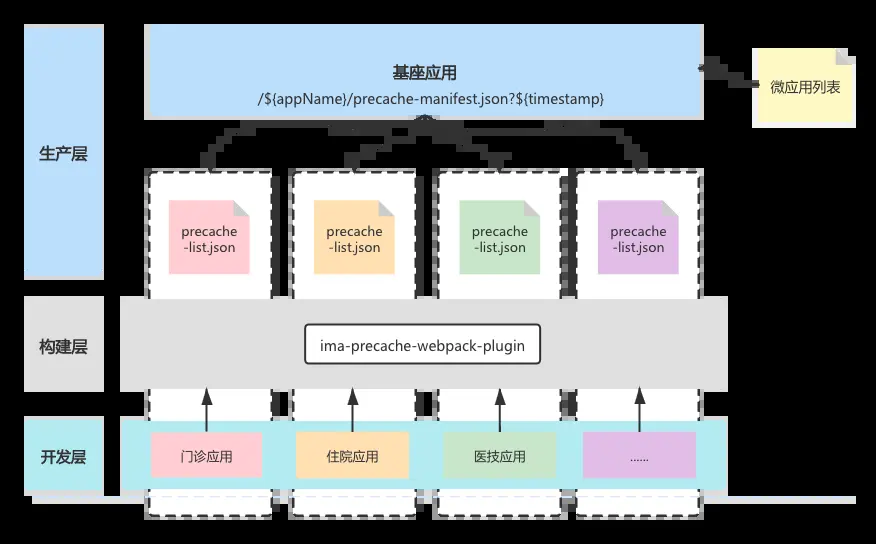 基座应用
/${appName}/precache-manifest.json?${timestamp}
微应用列表
生产层
precache
-list.json
precache
-list.json
precache
-list.json
precache
-list.json
构建层
ima-precache-webpack-plugin
开发层
门诊应用
住院应用
医技应用
......